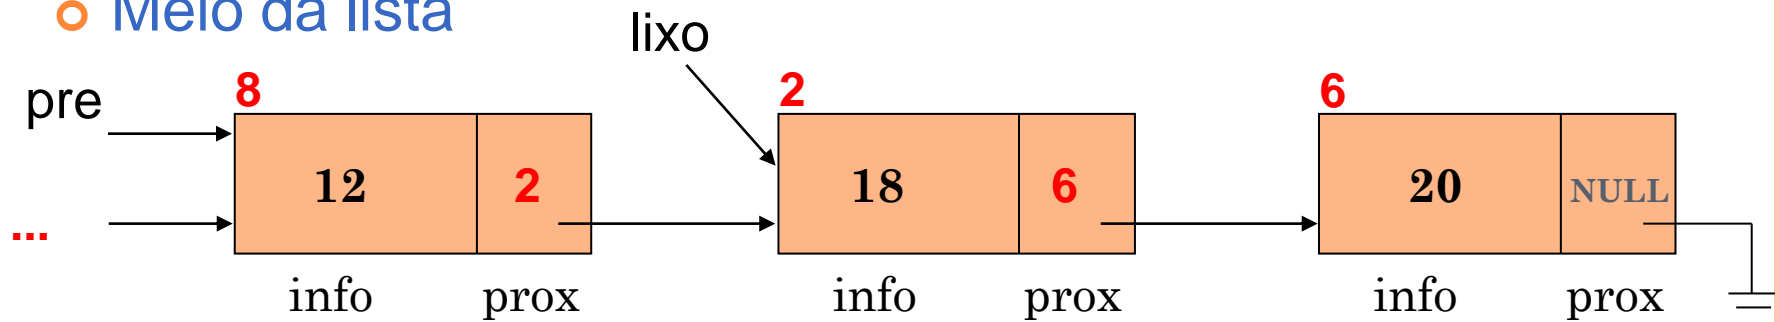 Meio da lista
lixo
pre
8 2 6
12 2 18 6 20 NULL
...
info prox info prox info prox